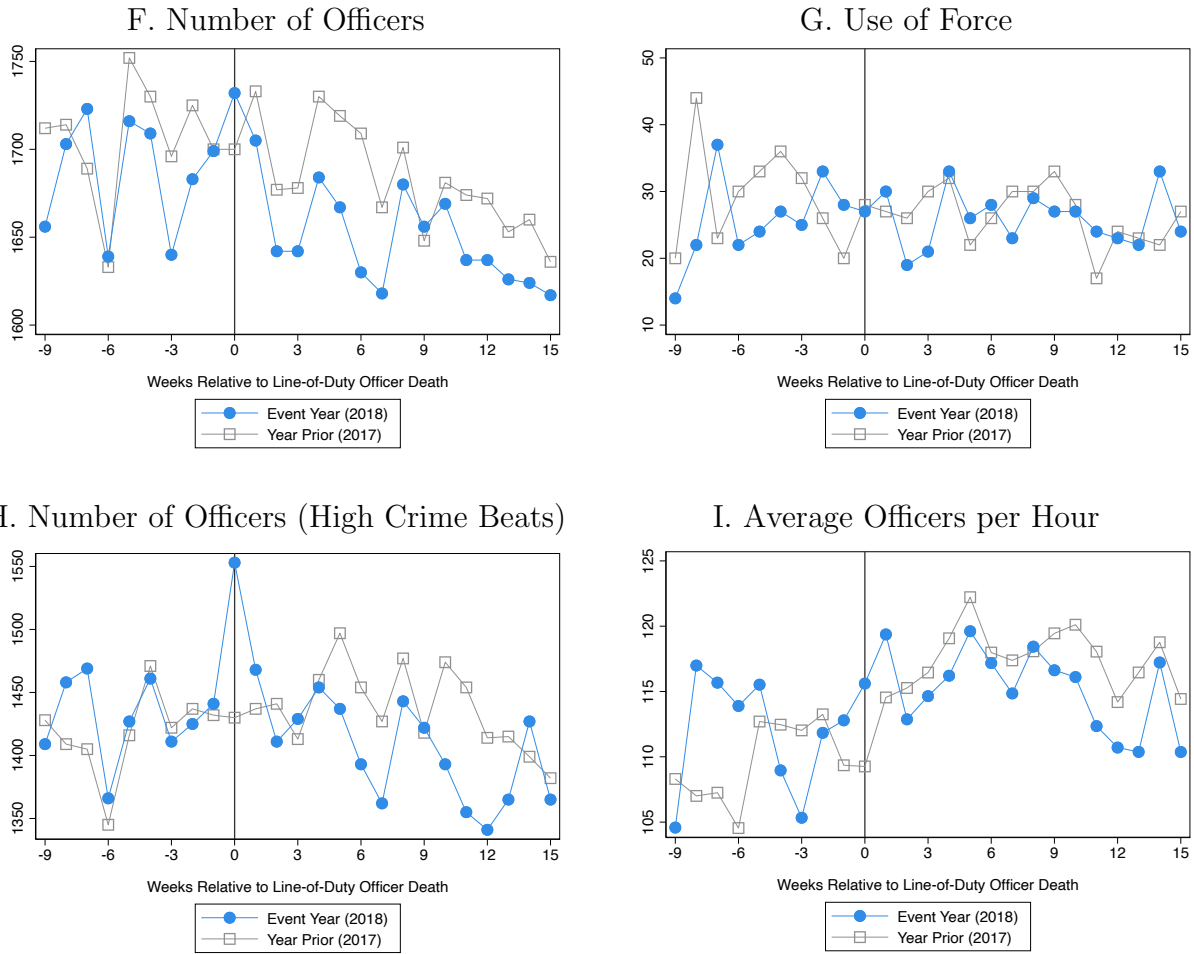 F. Number of Officers
1750
1700
1650
1600
-9 -6 -3 0 3 6 9 12 15
Weeks Relative to Line-of-Duty Officer Death
Event Year (2018)
Year Prior (2017)
G. Use of Force
50
40
30
20
10
-9 -6 -3 0 3 6 9 12 15
Weeks Relative to Line-of-Duty Officer Death
Event Year (2018)
Year Prior (2017)
H. Number of Officers (High Crime Beats)
1550
1500
1450
1400
1350
-9 -6 -3 0 3 6 9 12 15
Weeks Relative to Line-of-Duty Officer Death
Event Year (2018)
Year Prior (2017)
I. Average Officers per Hour
125
120
115
110
105
-9 -6 -3 0 3 6 9 12 15
Weeks Relative to Line-of-Duty Officer Death
Event Year (2018)
Year Prior (2017)